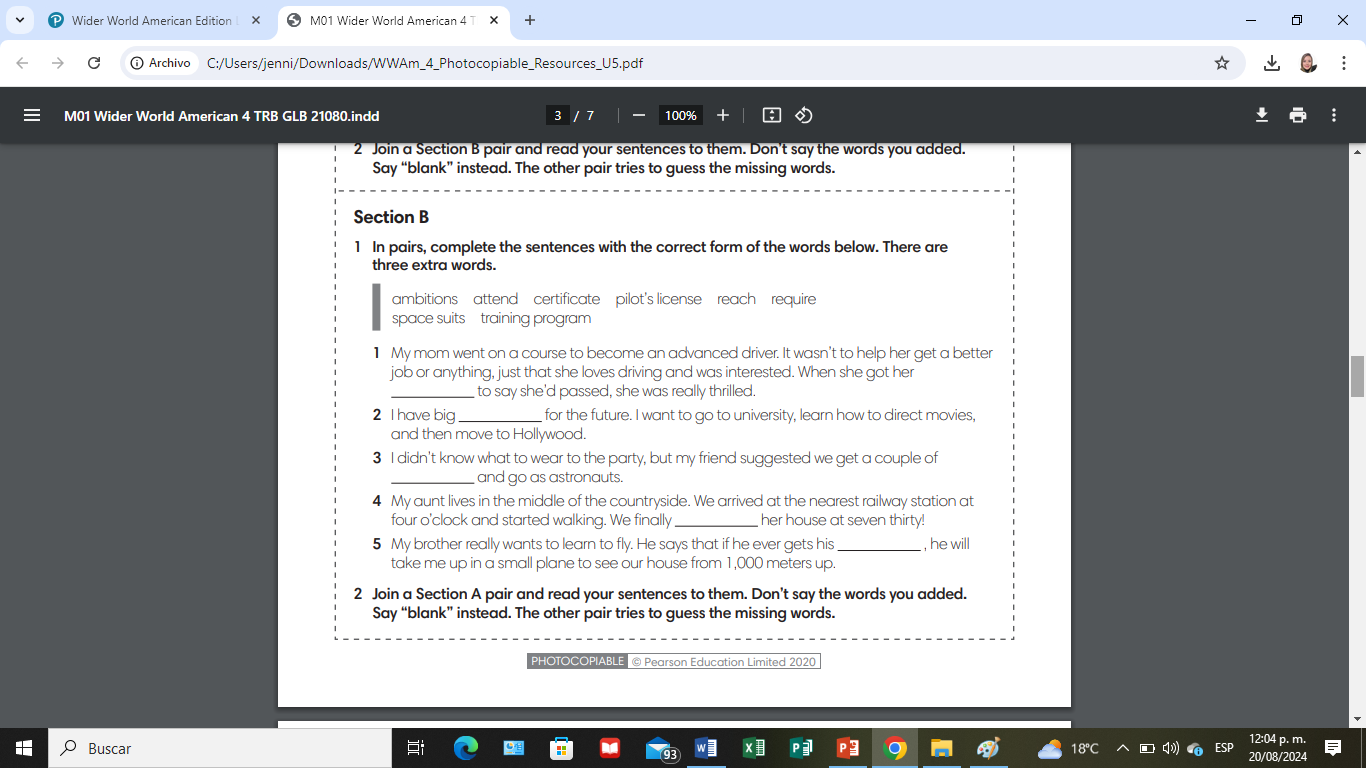 Wider World American Edition
M01 Wider World American 4 T
Archivo
C:/Users/jenni/Downloads/WWAm_4_Photocopiable_Resources_U5.pdf
M01 Wider World American 4 TRB GLB 21080.indd
3 / 7
100%
2 Join a Section B pair and read your sentences to them. Don't say the words you added.
Say “blank” instead. The other pair tries to guess the missing words.
Section B
1 In pairs, complete the sentences with the correct form of the words below. There are
three extra words.
ambitions attend certificate pilot's license reach require
space suits training program
1 My mom went on a course to become an advanced driver. It wasn't to help her get a better
job or anything, just that she loves driving and was interested. When she got her
__________ to say she'd passed, she was really thrilled.
2 I have big __________ for the future. I want to go to university, learn how to direct movies,
and then move to Hollywood.
3 I didn't know what to wear to the party, but my friend suggested we get a couple of
__________ and go as astronauts.
4 My aunt lives in the middle of the countryside. We arrived at the nearest railway station at
four o'clock and started walking. We finally __________ her house at seven thirty!
5 My brother really wants to learn to fly. He says that if he ever gets his __________ , he will
take me up in a small plane to see our house from 1,000 meters up.
2 Join a Section A pair and read your sentences to them. Don't say the words you added.
Say “blank” instead. The other pair tries to guess the missing words.
PHOTOCOPIABLE © Pearson Education Limited 2020
Buscar
93
18°C
ESP
12:04 p. m.
20/08/2024